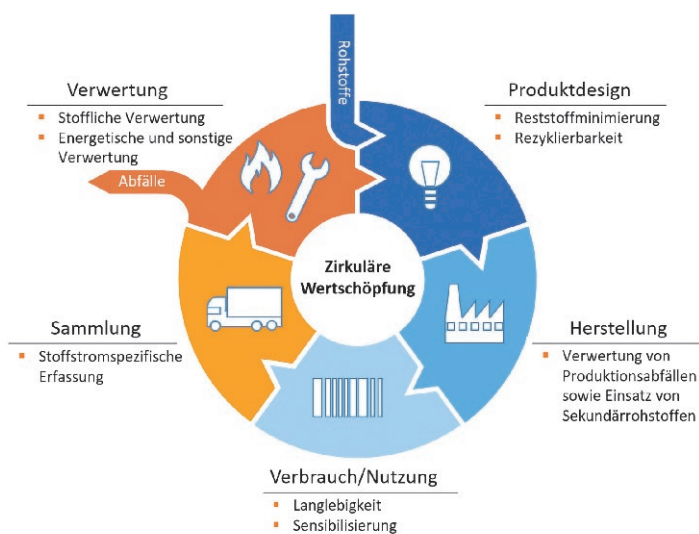 Rohstoffe
Verwertung
Stoffliche Verwertung
Energetische und sonstige
Verwertung
Abfälle
Produktdesign
Reststoffminimierung
Rezyklierbarkeit
Zirkuläre
Wertschöpfung
Sammlung
Stoffstromspezifische
Erfassung
Herstellung
Verwertung von
Produktionsabfällen
sowie Einsatz von
Sekundärrohstoffen
Verbrauch/Nutzung
Langlebigkeit
Sensibilisierung